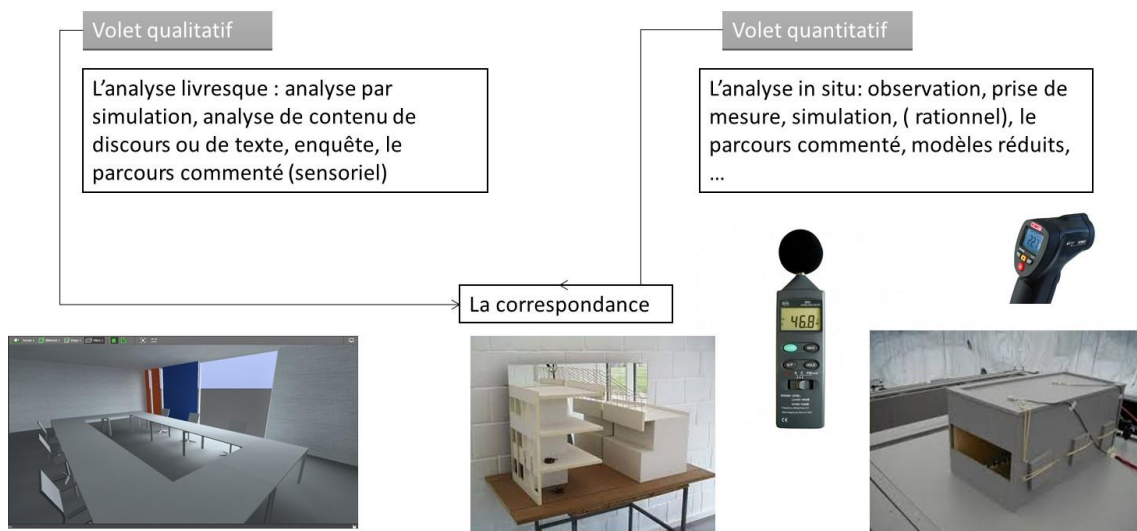 Volet qualitatif
Volet quantitatif
L'analyse livresque : analyse par
simulation, analyse de contenu de
discours ou de texte, enquête, le
parcours commenté (sensoriel)
L'analyse in situ: observation, prise de
mesure, simulation, ( rationnel), le
parcours commenté, modèles réduits,
...
La correspondance
46.8